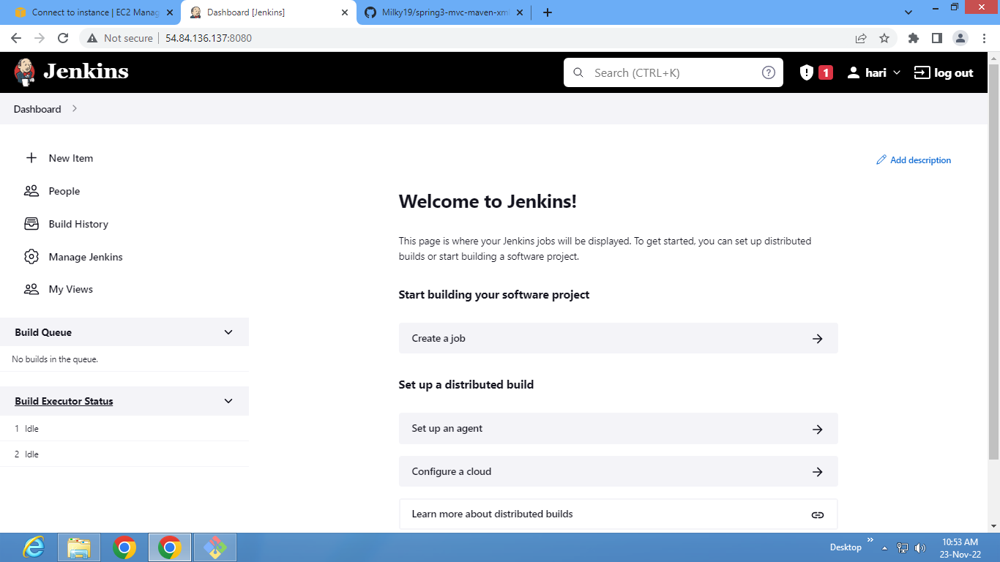 Connect to instance | EC2 Manag
Dashboard [Jenkins]
Milky19/spring3-mvc-maven-xml
Not secure
54.84.136.137:8080
Jenkins
Search (CTRL+K)
1
hari
log out
Dashboard
New Item
People
Build History
Manage Jenkins
My Views
Build Queue
No builds in the queue.
Build Executor Status
1 Idle
2 Idle
Add description
Welcome to Jenkins!
This page is where your Jenkins jobs will be displayed. To get started, you can set up distributed
builds or start building a software project.
Start building your software project
Create a job
Set up a distributed build
Set up an agent
Configure a cloud
Learn more about distributed builds
Desktop
10:53 AM
23-Nov-22